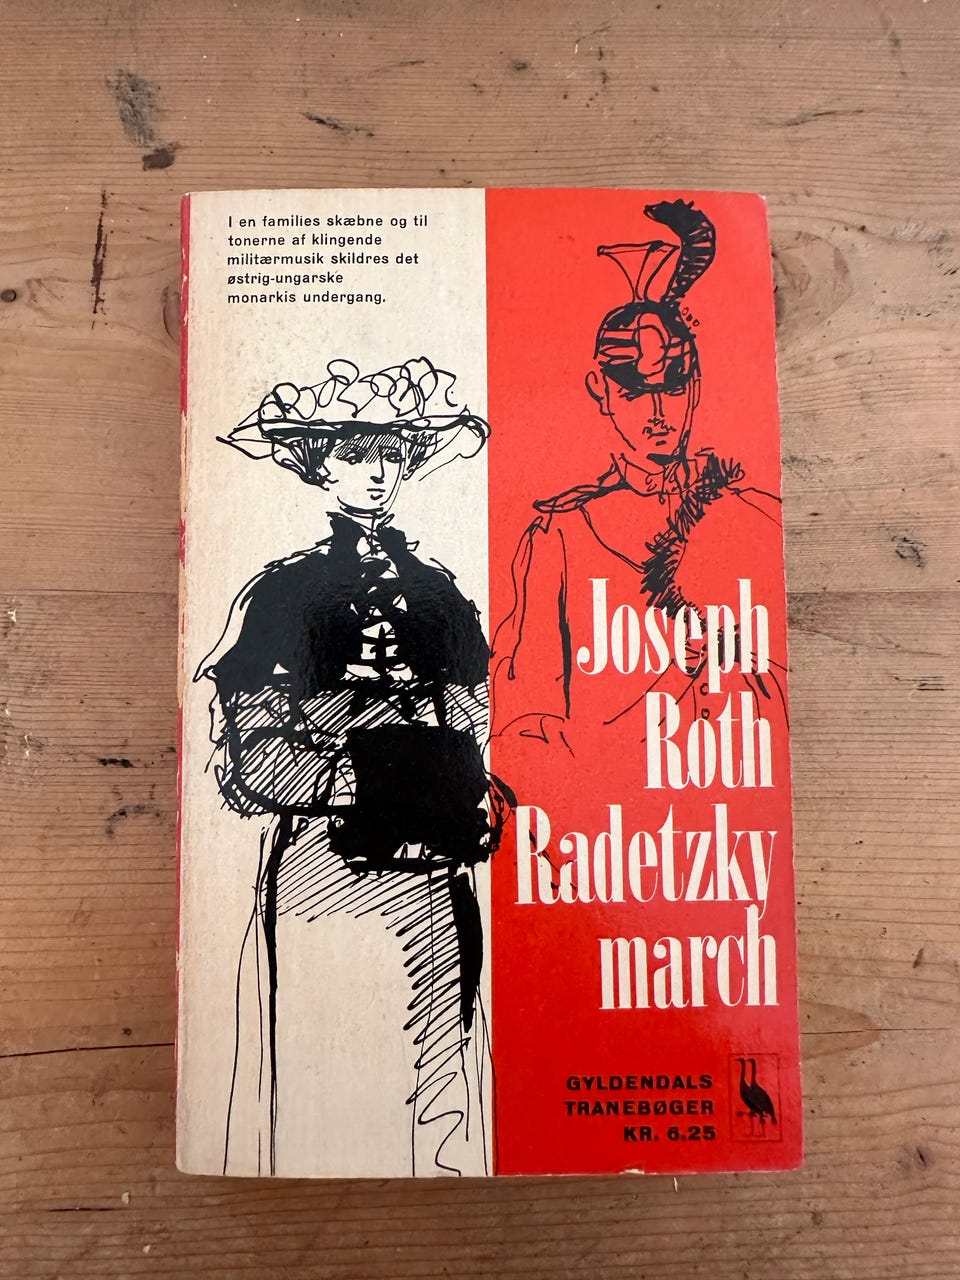 I en families skæbne og til
tonerne af klingende
militærmusik skildres det
østrig-ungarske
monarkis undergang.
Joseph
Roth
Radetzky
march
GYLDENDALS
TRANEBØGER
KR. 6.25